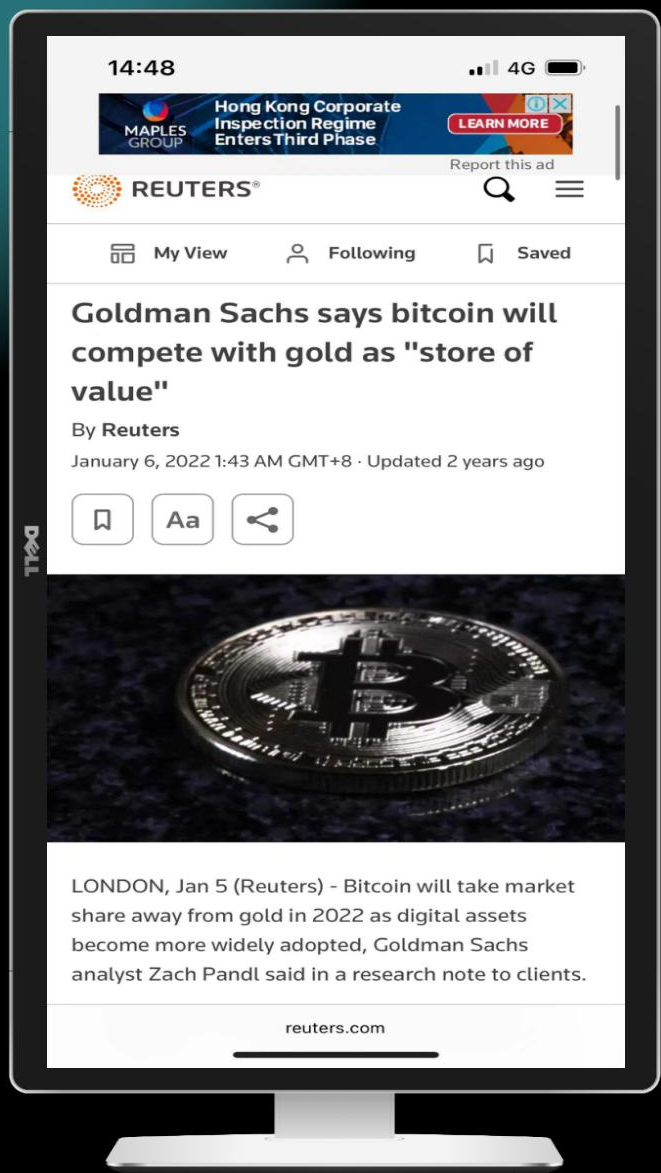 14:48
4G
MAPLES
GROUP
Hong Kong Corporate
Inspection Regime
Enters Third Phase
LEARN MORE
Report this ad
REUTERS®
My View
Following
Saved
Goldman Sachs says bitcoin will
compete with gold as "store of
value"
By Reuters
January 6, 2022 1:43 AM GMT+8 · Updated 2 years ago
Aa
DELL
LONDON, Jan 5 (Reuters) - Bitcoin will take market
share away from gold in 2022 as digital assets
become more widely adopted, Goldman Sachs
analyst Zach Pandl said in a research note to clients.
reuters.com